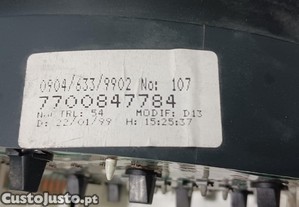 0904/633/9902 No: 107
7700847784
No TRL: 54 MODIF: D13
D: 22/01/99 H: 15:25:37
CustoJusto.pt